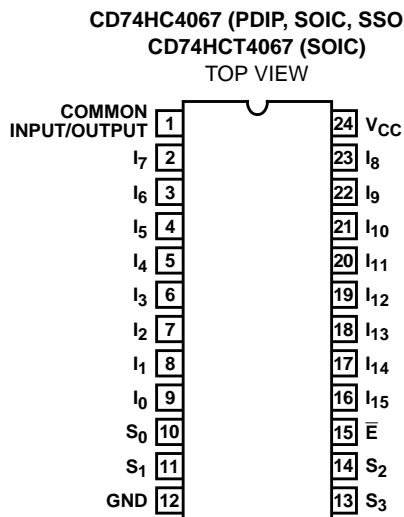 CD74HC4067 (PDIP, SOIC, SSO
CD74HCT4067 (SOIC)
TOP VIEW
COMMON
INPUT/OUTPUT 1 24 VCC
I7 2 23 I8
I6 3 22 I9
I5 4 21 I10
I4 5 20 I11
I3 6 19 I12
I2 7 18 I13
I1 8 17 I14
I0 9 16 I15
S0 10 15 E̅
S1 11 14 S2
GND 12 13 S3